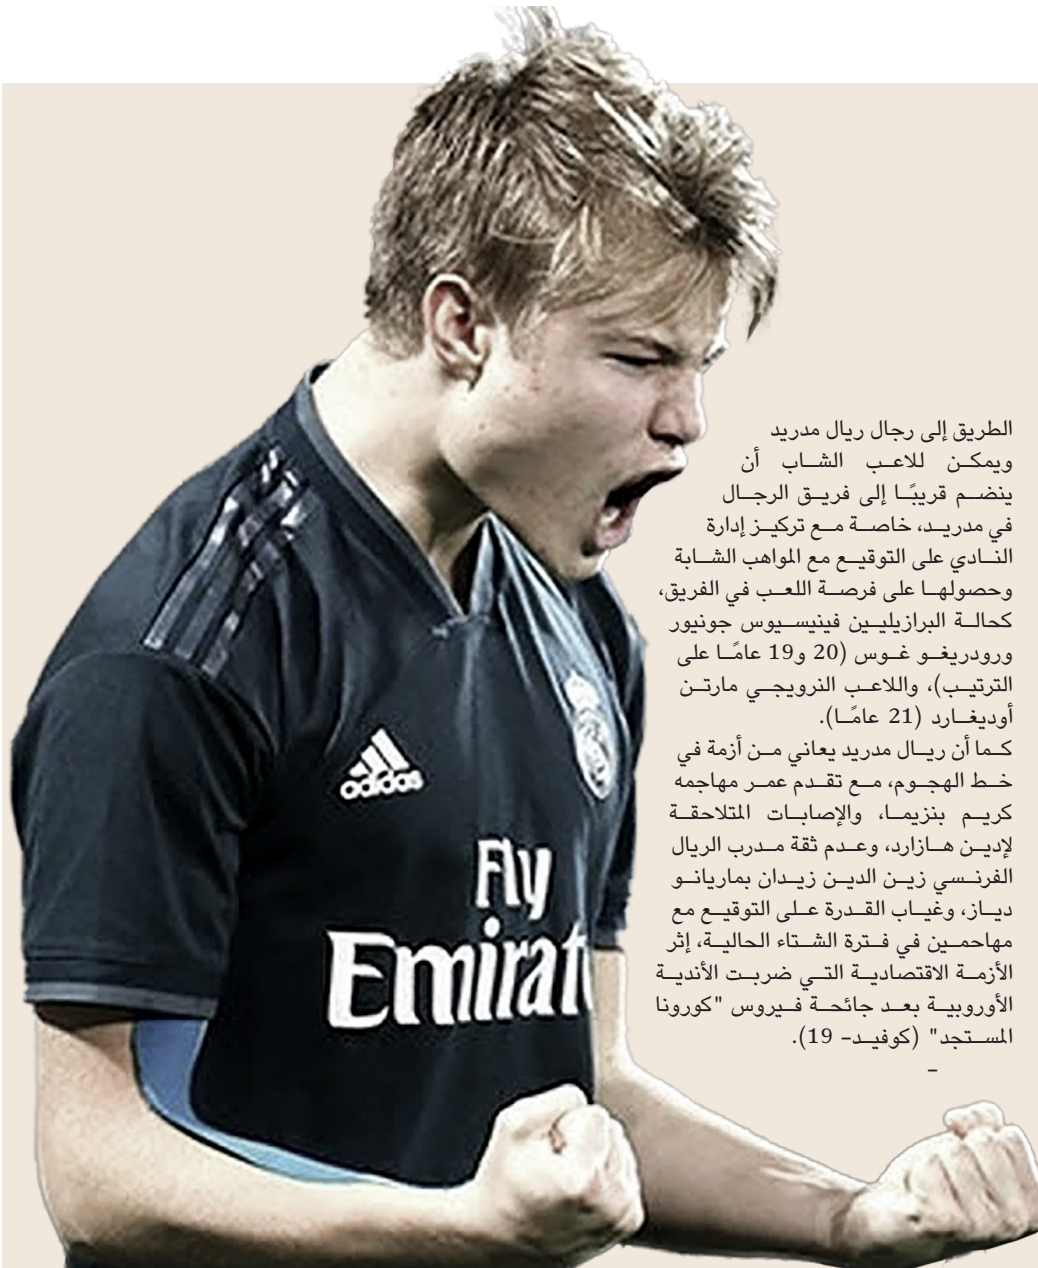 الطريق إلى رجال ريال مدريد
ويمكن للاعب الشاب أن
ينضم قريبًا إلى فريق الرجال
في مدريد، خاصة مع تركيز إدارة
النادي على التوقيع مع المواهب الشابة
وحصولها على فرصة اللعب في الفريق،
كحالة البرازيليين فينيسيوس جونيور
ورودريغو غوس (20 و19 عامًا على
الترتيب)، واللاعب النرويجي مارتن
أوديغارد (21 عامًا).
كما أن ريال مدريد يعاني من أزمة في
خط الهجوم، مع تقدم عمر مهاجمه
كريم بنزيما، والإصابات المتلاحقة
لإدين هازارد، وعدم ثقة مدرب الريال
الفرنسي زين الدين زيدان بماريانو
دياز، وغياب القدرة على التوقيع مع
مهاحمين في فترة الشتاء الحالية، إثر
الأزمة الاقتصادية التي ضربت الأندية
الأوروبية بعد جائحة فيروس "كورونا
المستجد" (كوفيد- 19).
-
adidas
Fly
Emirat